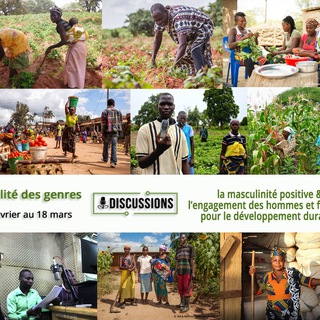 lité des genres
vrier au 18 mars
DISCUSSIONS
la masculinité positive &
l'engagement des hommes et f
pour le développement dura